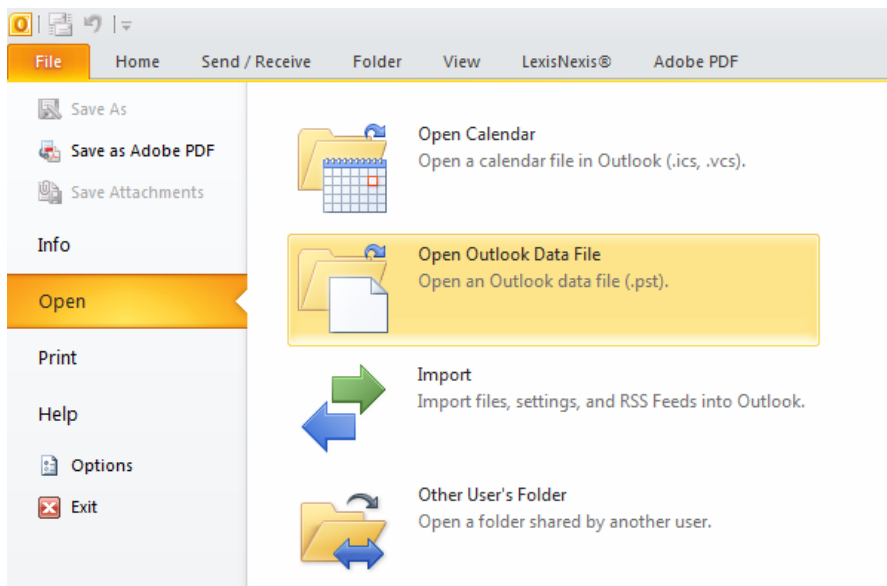 File Home Send / Receive Folder View LexisNexis® Adobe PDF
Save As
Save as Adobe PDF
Save Attachments
Info
Open
Print
Help
Options
Exit
Open Calendar
Open a calendar file in Outlook (.ics, .vcs).
Open Outlook Data File
Open an Outlook data file (.pst).
Import
Import files, settings, and RSS Feeds into Outlook.
Other User's Folder
Open a folder shared by another user.